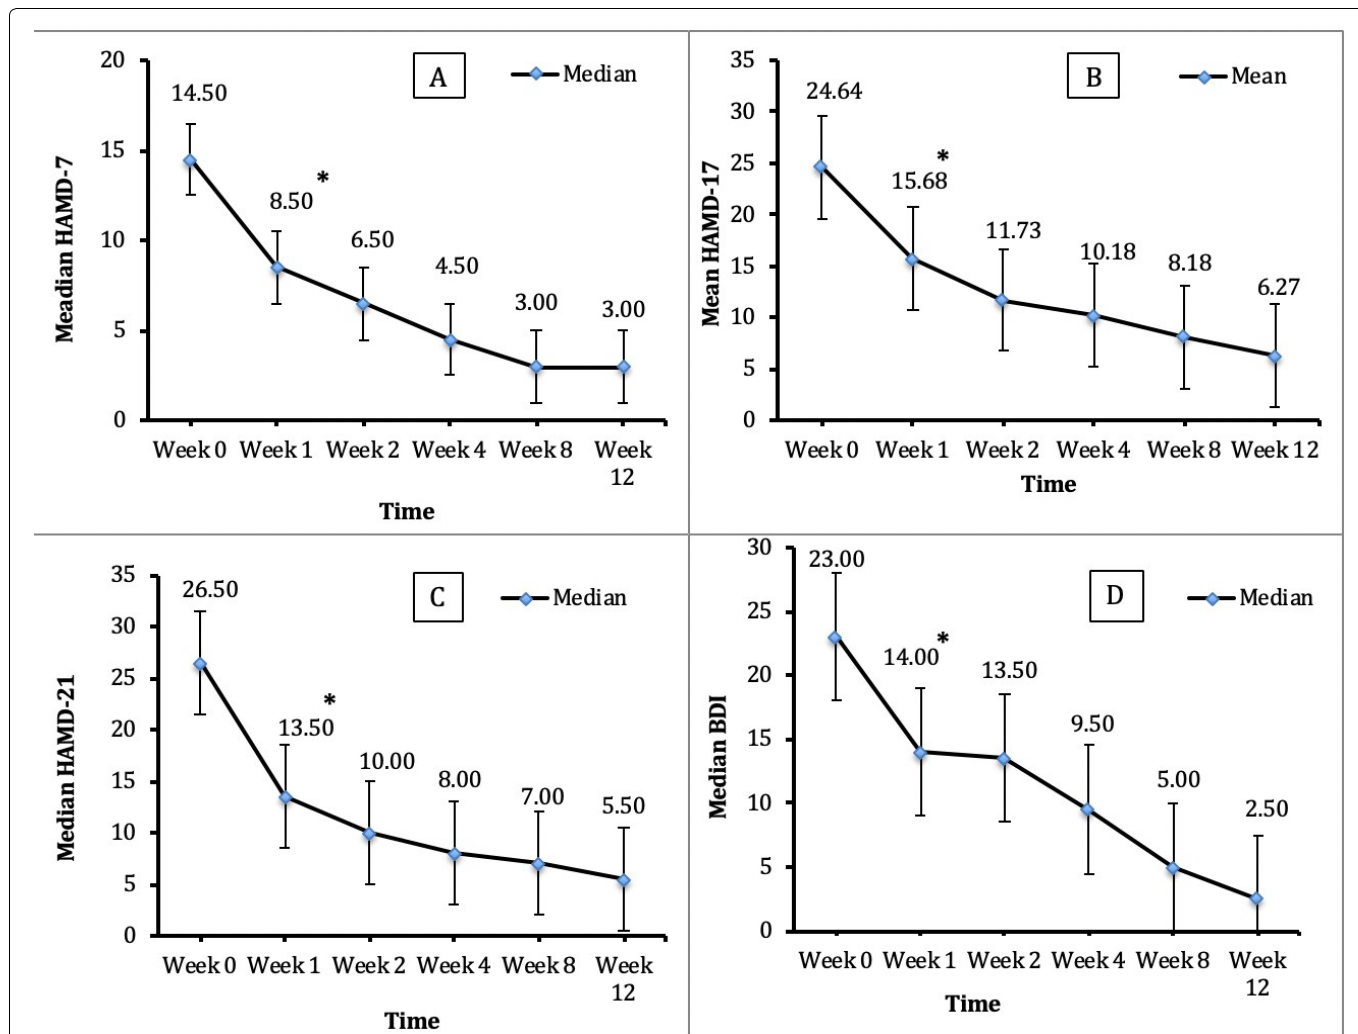 A
Median
20
15
10
5
0
Meadian HAMD-7
14.50
8.50
*
6.50
4.50
3.00
3.00
Week 0 Week 1 Week 2 Week 4 Week 8 Week
12
Time
B
Mean
35
30
25
20
15
10
5
0
Mean HAMD-17
24.64
15.68
*
11.73
10.18
8.18
6.27
Week 0 Week 1 Week 2 Week 4 Week 8 Week 12
Time
C
Median
35
30
25
20
15
10
5
0
Median HAMD-21
26.50
13.50
*
10.00
8.00
7.00
5.50
Week 0 Week 1 Week 2 Week 4 Week 8 Week
12
Time
D
Median
30
25
20
15
10
5
0
Median BDI
23.00
14.00
*
13.50
9.50
5.00
2.50
Week 0 Week 1 Week 2 Week 4 Week 8 Week
12
Time